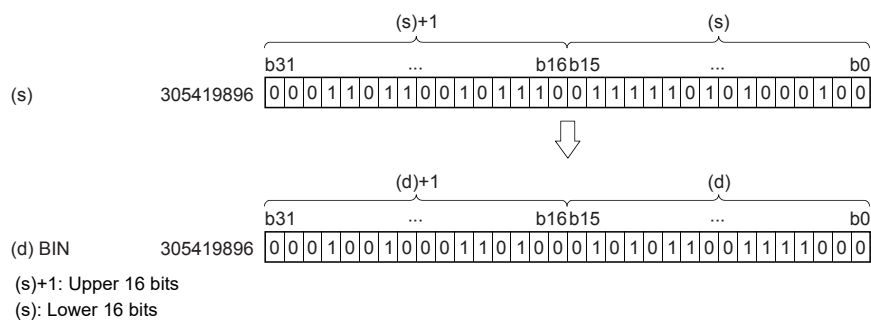 (s)+1 (s)
b31 ... b16 b15 ... b0
(s) 305419896 0 0 0 1 1 0 1 1 0 0 1 0 1 1 1 0 0 1 1 1 1 1 0 1 0 1 0 0 0 1 0 0
(d)+1 (d)
b31 ... b16 b15 ... b0
(d) BIN 305419896 0 0 0 1 0 0 1 0 0 0 1 1 0 1 0 0 0 1 0 1 0 1 1 0 0 1 1 1 1 0 0 0
(s)+1: Upper 16 bits
(s): Lower 16 bits